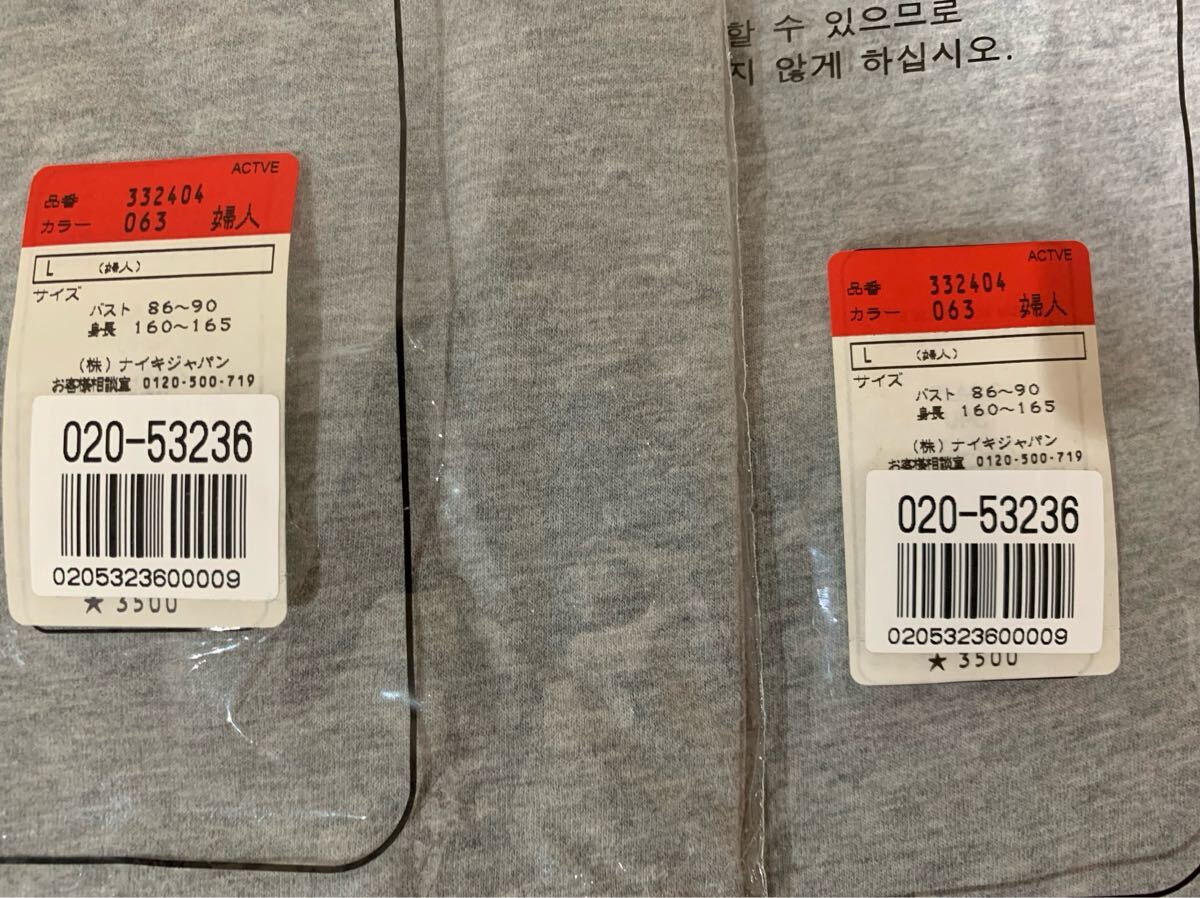 할 수 있으므로
지 않게 하십시오.
ACTVE
品番 332404
カラー 063 婦人
L (婦人)
サイズ
バスト 86~90
身長 160~165
(株)ナイキジャパン
お客様相談室 0120-500-719
020-53236
0205323600009
★ 3500
ACTVE
品番 332404
カラー 063 婦人
L (婦人)
サイズ
バスト 86~90
身長 160~165
(株)ナイキジャパン
お客様相談室 0120-500-719
020-53236
0205323600009
★ 3500